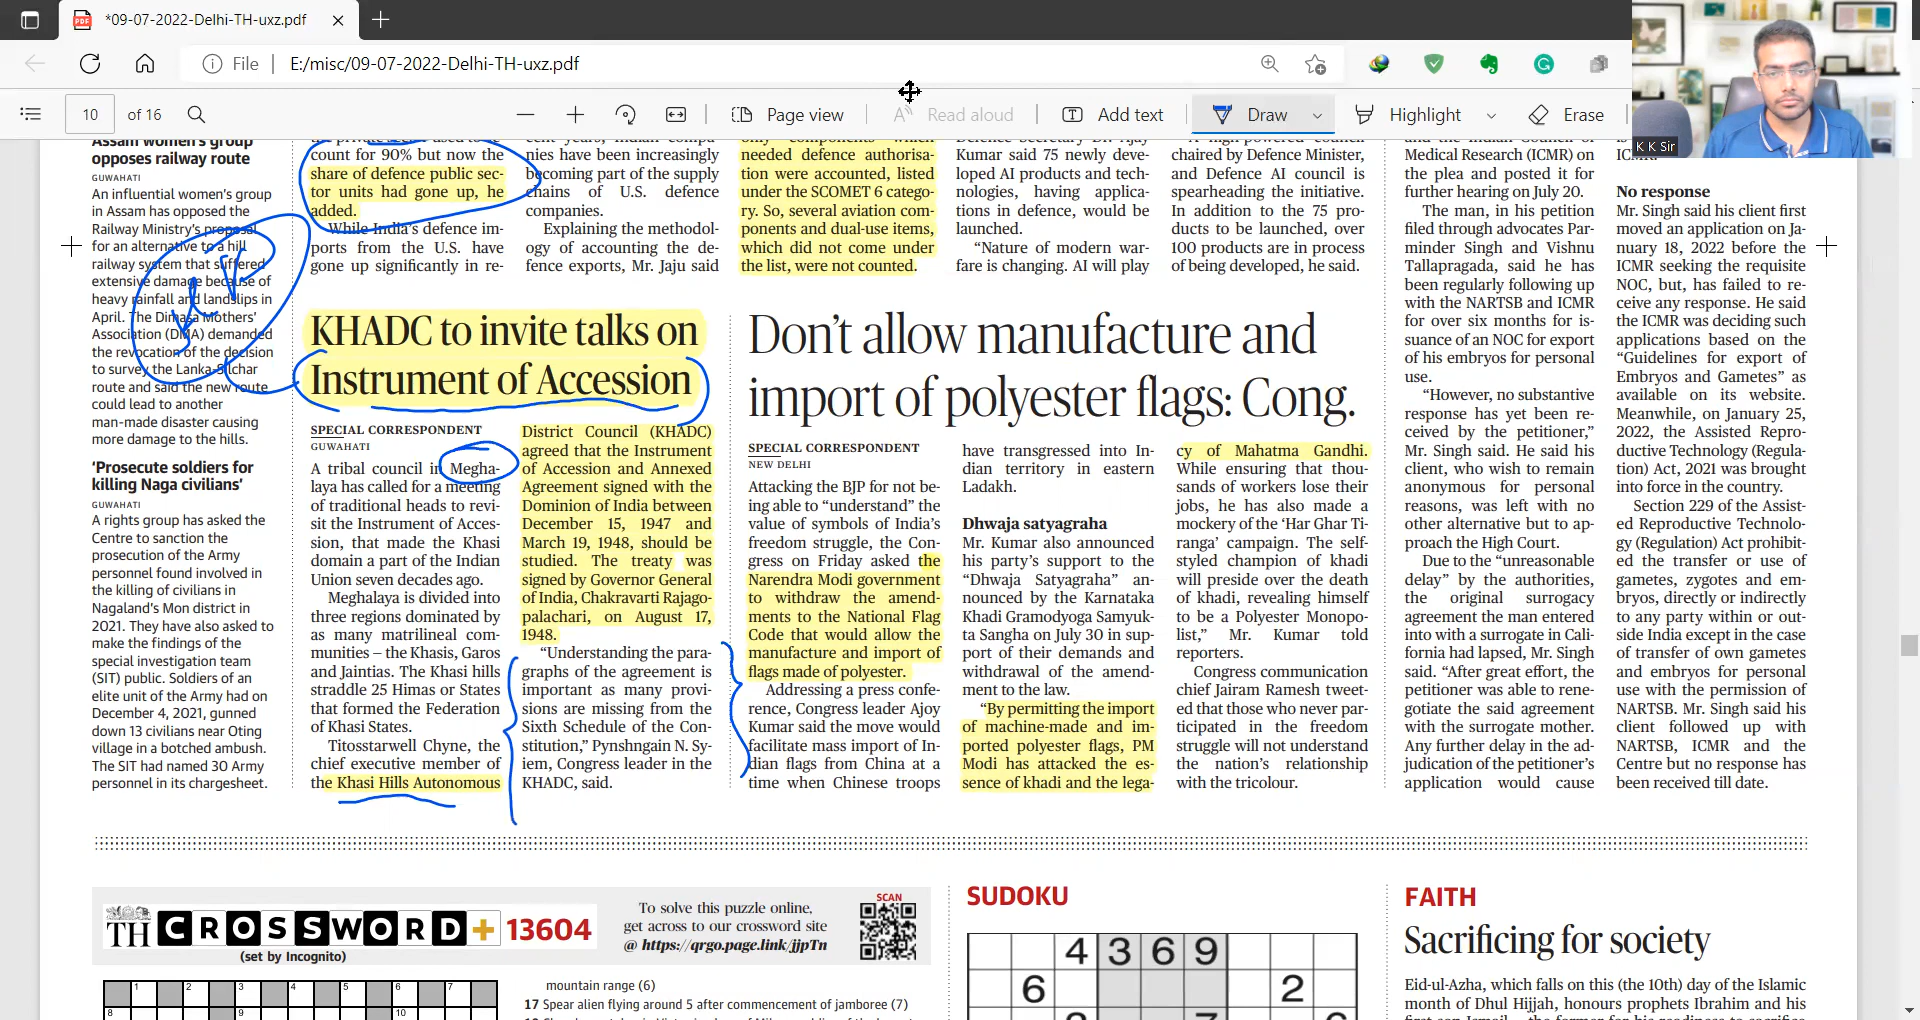 *09-07-2022-Delhi-TH-uxz.pdf
File
E:/misc/09-07-2022-Delhi-TH-uxz.pdf
10
of 16
Page view
Read aloud
Add text
Draw
Highlight
Erase
K K Sir
Assam women's group
opposes railway route
GUWAHATI
An influential women's group
in Assam has opposed the
Railway Ministry's proposal
for an alternative to a hill
railway system that suffered
extensive damage because of
heavy rainfall and landslips in
April. The Dimasa Mothers'
Association (DMA) demanded
the revocation of the decision
to survey the Lanka-Silchar
route and said the new route
could lead to another
man-made disaster causing
more damage to the hills.
'Prosecute soldiers for
killing Naga civilians'
GUWAHATI
A rights group has asked the
Centre to sanction the
prosecution of the Army
personnel found involved in
the killing of civilians in
Nagaland's Mon district in
2021. They have also asked to
make the findings of the
special investigation team
(SIT) public. Soldiers of an
elite unit of the Army had on
December 4, 2021, gunned
down 13 civilians near Oting
village in a botched ambush.
The SIT had named 30 Army
personnel in its chargesheet.
count for 90% but now the
share of defence public sec-
tor units had gone up, he
added.
While India's defence im-
ports from the U.S. have
gone up significantly in re-
nies have been increasingly
becoming part of the supply
chains of U.S. defence
companies.
Explaining the methodol-
ogy of accounting the de-
fence exports, Mr. Jaju said
only components which
needed defence authorisa-
tion were accounted, listed
under the SCOMET 6 catego-
ry. So, several aviation com-
ponents and dual-use items,
which did not come under
the list, were not counted.
Kumar said 75 newly deve-
loped AI products and tech-
nologies, having applica-
tions in defence, would be
launched.
"Nature of modern war-
fare is changing. AI will play
chaired by Defence Minister,
and Defence AI council is
spearheading the initiative.
In addition to the 75 pro-
ducts to be launched, over
100 products are in process
of being developed, he said.
KHADC to invite talks on
Instrument of Accession
SPECIAL CORRESPONDENT
GUWAHATI
A tribal council in Megha-
laya has called for a meeting
of traditional heads to revi-
sit the Instrument of Acces-
sion, that made the Khasi
domain a part of the Indian
Union seven decades ago.
Meghalaya is divided into
three regions dominated by
as many matrilineal com-
munities – the Khasis, Garos
and Jaintias. The Khasi hills
straddle 25 Himas or States
that formed the Federation
of Khasi States.
Titosstarwell Chyne, the
chief executive member of
the Khasi Hills Autonomous
District Council (KHADC)
agreed that the Instrument
of Accession and Annexed
Agreement signed with the
Dominion of India between
December 15, 1947 and
March 19, 1948, should be
studied. The treaty was
signed by Governor General
of India, Chakravarti Rajago-
palachari, on August 17,
1948.
"Understanding the para-
graphs of the agreement is
important as many provi-
sions are missing from the
Sixth Schedule of the Con-
stitution," Pynshngain N. Sy-
iem, Congress leader in the
KHADC, said.
Don't allow manufacture and
import of polyester flags: Cong.
SPECIAL CORRESPONDENT
NEW DELHI
Attacking the BJP for not be-
ing able to "understand" the
value of symbols of India's
freedom struggle, the Con-
gress on Friday asked the
Narendra Modi government
to withdraw the amend-
ments to the National Flag
Code that would allow the
manufacture and import of
flags made of polyester.
Addressing a press confe-
rence, Congress leader Ajoy
Kumar said the move would
facilitate mass import of In-
dian flags from China at a
time when Chinese troops
have transgressed into In-
dian territory in eastern
Ladakh.
Dhwaja satyagraha
Mr. Kumar also announced
his party's support to the
"Dhwaja Satyagraha" an-
nounced by the Karnataka
Khadi Gramodyoga Samyuk-
ta Sangha on July 30 in sup-
port of their demands and
withdrawal of the amend-
ment to the law.
"By permitting the import
of machine-made and im-
ported polyester flags, PM
Modi has attacked the es-
sence of khadi and the lega-
cy of Mahatma Gandhi.
While ensuring that thou-
sands of workers lose their
jobs, he has also made a
mockery of the 'Har Ghar Ti-
ranga' campaign. The self-
styled champion of khadi
will preside over the death
of khadi, revealing himself
to be a Polyester Monopo-
list," Mr. Kumar told
reporters.
Congress communication
chief Jairam Ramesh tweet-
ed that those who never par-
ticipated in the freedom
struggle will not understand
the nation's relationship
with the tricolour.
Medical Research (ICMR) on
the plea and posted it for
further hearing on July 20.
The man, in his petition
filed through advocates Par-
minder Singh and Vishnu
Tallapragada, said he has
been regularly following up
with the NARTSB and ICMR
for over six months for is-
suance of an NOC for export
of his embryos for personal
use.
"However, no substantive
response has yet been re-
ceived by the petitioner,"
Mr. Singh said. He said his
client, who wish to remain
anonymous for personal
reasons, was left with no
other alternative but to ap-
proach the High Court.
Due to the "unreasonable
delay" by the authorities,
the original surrogacy
agreement the man entered
into with a surrogate in Cali-
fornia had lapsed, Mr. Singh
said. "After great effort, the
petitioner was able to rene-
gotiate the said agreement
with the surrogate mother.
Any further delay in the ad-
judication of the petitioner's
application would cause
No response
Mr. Singh said his client first
moved an application on Ja-
nuary 18, 2022 before the
ICMR seeking the requisite
NOC, but, has failed to re-
ceive any response. He said
the ICMR was deciding such
applications based on the
"Guidelines for export of
Embryos and Gametes" as
available on its website.
Meanwhile, on January 25,
2022, the Assisted Repro-
ductive Technology (Regula-
tion) Act, 2021 was brought
into force in the country.
Section 229 of the Assist-
ed Reproductive Technolo-
gy (Regulation) Act prohibit-
ed the transfer or use of
gametes, zygotes and em-
bryos, directly or indirectly
to any party within or out-
side India except in the case
of transfer of own gametes
and embryos for personal
use with the permission of
NARTSB. Mr. Singh said his
client followed up with
NARTSB, ICMR and the
Centre but no response has
been received till date.
TH CROSSWORD + 13604
(set by Incognito)
To solve this puzzle online,
get across to our crossword site
@ https://qrgo.page.link/jjpTn
SCAN
1 2 3 4 5 6 7
8 9 10
mountain range (6)
17 Spear alien flying around 5 after commencement of jamboree (7)
SUDOKU
4 3 6 9
6 2
FAITH
Sacrificing for society
Eid-ul-Azha, which falls on this (the 10th) day of the Islamic
month of Dhul Hijjah, honours prophets Ibrahim and his